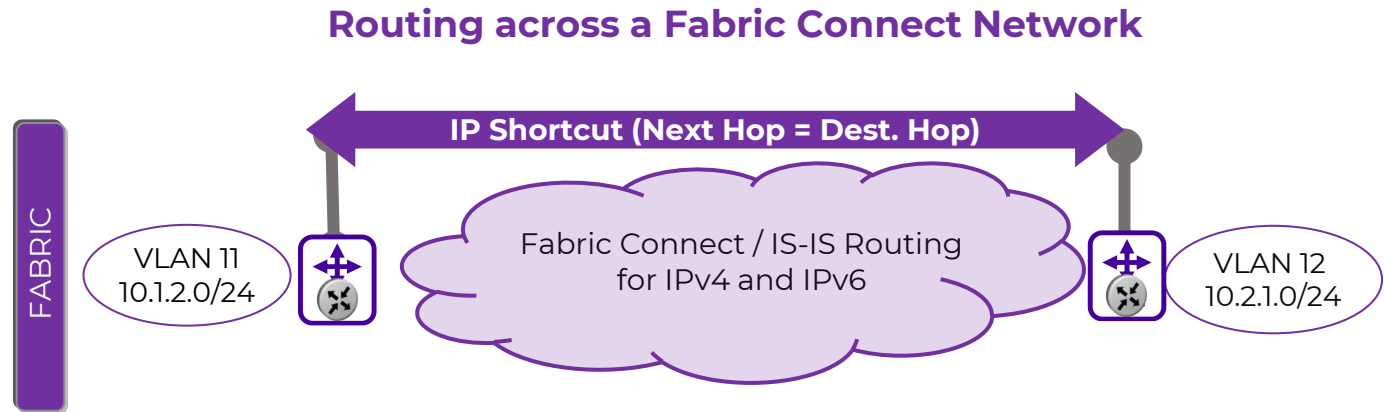 Routing across a Fabric Connect Network
IP Shortcut (Next Hop = Dest. Hop)
FABRIC
VLAN 11
10.1.2.0/24
Fabric Connect / IS-IS Routing
for IPv4 and IPv6
VLAN 12
10.2.1.0/24